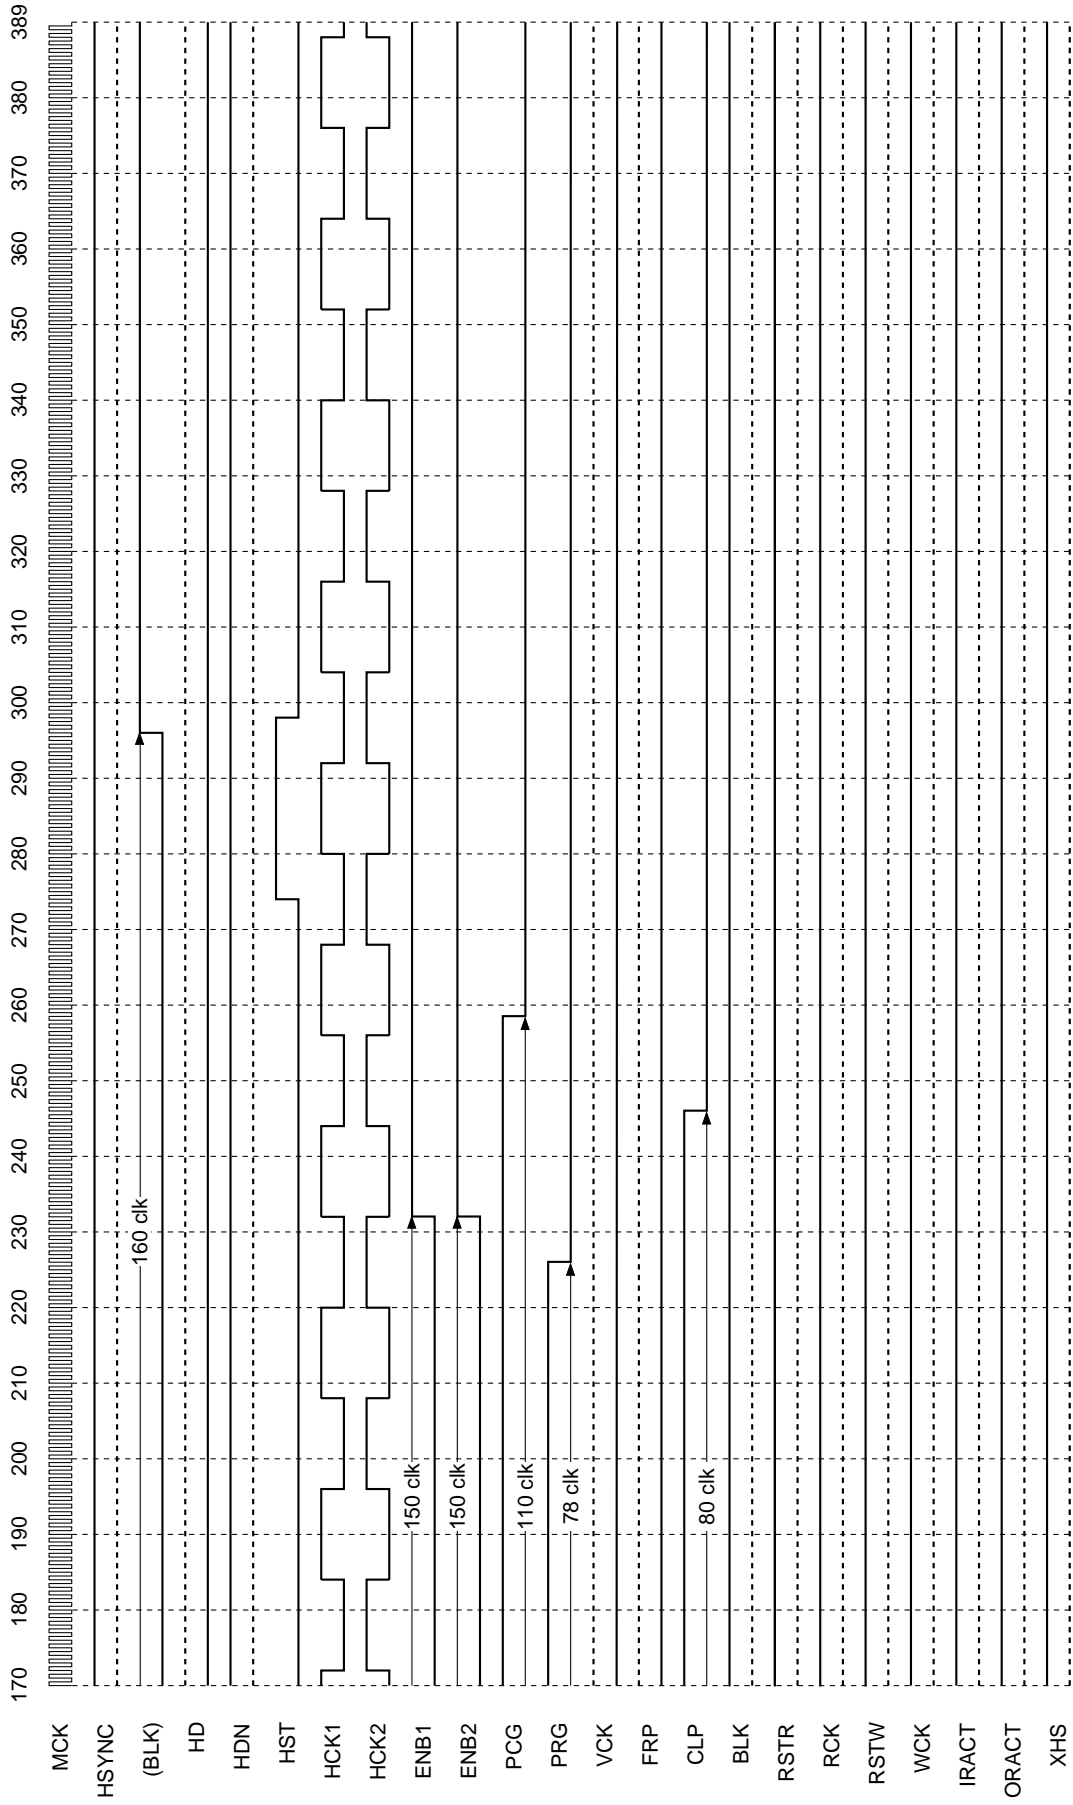 170 180 190 200 210 220 230 240 250 260 270 280 290 300 310 320 330 340 350 360 370 380 389
MCK
HSYNC
(BLK) 160 clk
HD
HDN
HST
HCK1
HCK2
ENB1 150 clk
ENB2 150 clk
PCG 110 clk
PRG 78 clk
VCK
FRP
CLP 80 clk
BLK
RSTR
RCK
RSTW
WCK
IRACT
ORACT
XHS